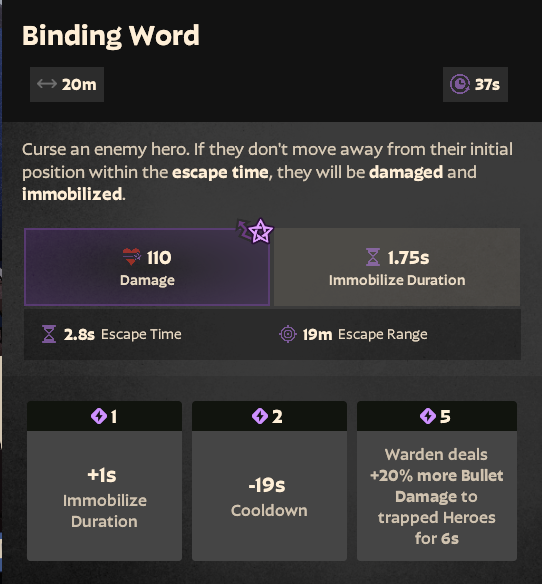 Binding Word
20m
37s
Curse an enemy hero. If they don't move away from their initial
position within the escape time, they will be damaged and
immobilized.
110
Damage
1.75s
Immobilize Duration
2.8s Escape Time
19m Escape Range
1
+1s
Immobilize
Duration
2
-19s
Cooldown
5
Warden deals
+20% more Bullet
Damage to
trapped Heroes
for 6s